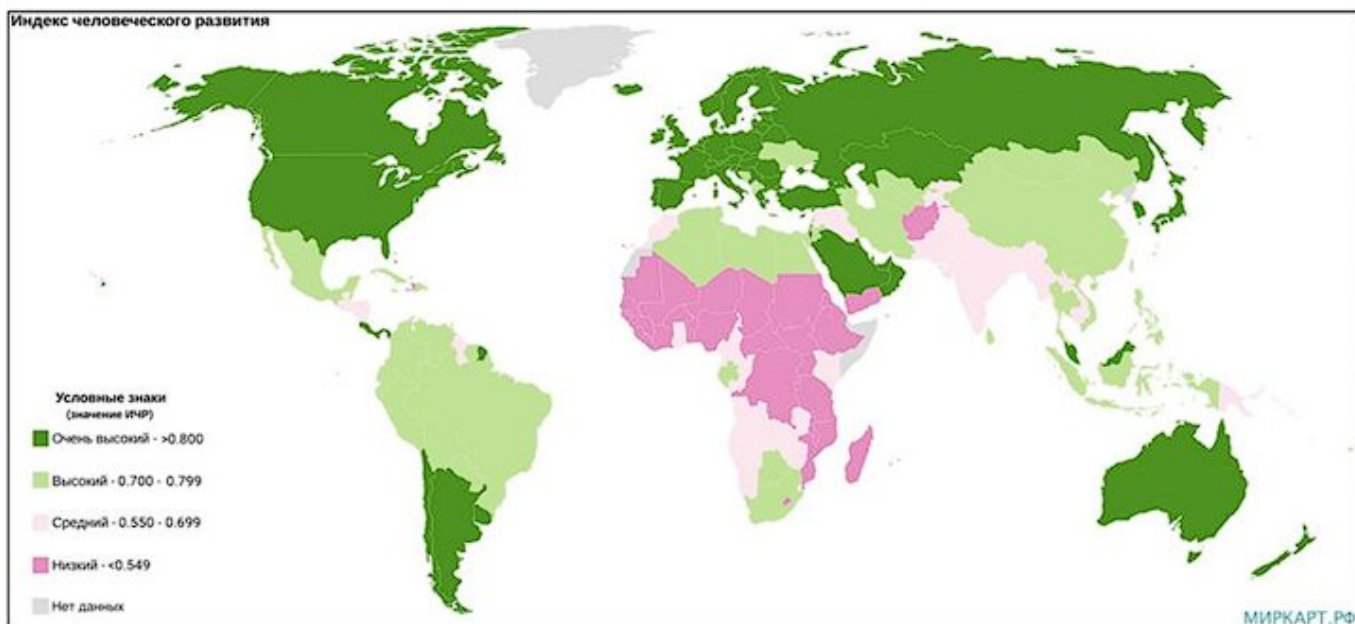 Индекс человеческого развития
Условные знаки
(значение ИЧР)
Очень высокий - >0.800
Высокий - 0.700 - 0.799
Средний - 0.550 - 0.699
Низкий - <0.549
Нет данных
МИРКАРТ.РФ